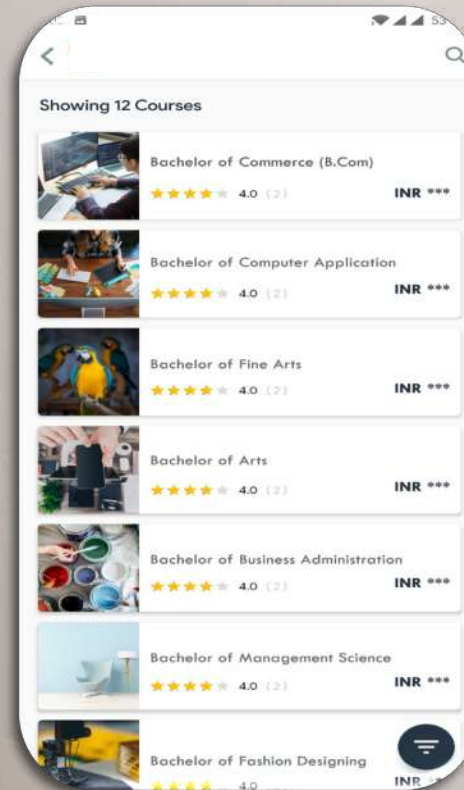 53
Showing 12 Courses
Bachelor of Commerce (B.Com)
4.0 (2)
INR ***
Bachelor of Computer Application
4.0 (2)
INR ***
Bachelor of Fine Arts
4.0 (2)
INR ***
Bachelor of Arts
4.0 (2)
INR ***
Bachelor of Business Administration
4.0 (2)
INR ***
Bachelor of Management Science
4.0 (2)
INR ***
Bachelor of Fashion Designing
4.0
INR